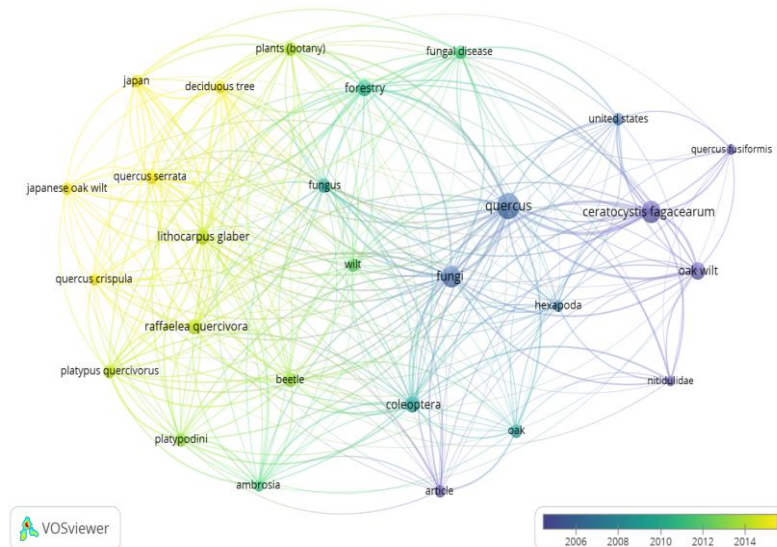 plants (botany)
fungal disease
japan
deciduous tree
forestry
united states
quercus fusiformis
quercus serrata
japanese oak wilt
fungus
quercus
ceratocystis fagacearum
lithocarpus glaber
wilt
fungi
oak wilt
quercus crispula
hexapoda
raffaelea quercivora
platypus quercivorus
beetle
nitidulidae
coleoptera
platypodini
oak
ambrosia
article
VOSviewer
2006 2008 2010 2012 2014